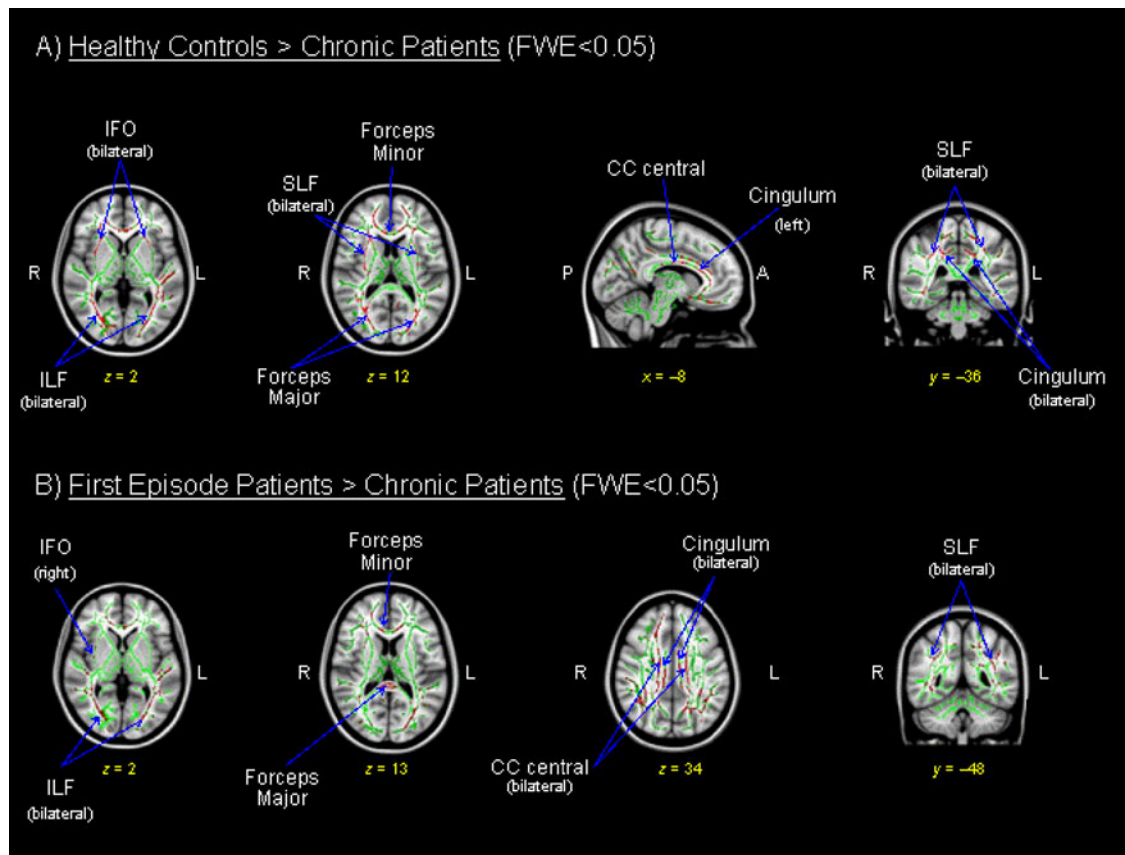 A) Healthy Controls > Chronic Patients (FWE<0.05)
IFO
(bilateral)
Forceps
Minor
SLF
(bilateral)
CC central
Cingulum
(left)
SLF
(bilateral)
R
L
R
L
P
A
R
L
ILF
(bilateral)
z = 2
Forceps
Major
z = 12
x = –8
y = –36
Cingulum
(bilateral)
B) First Episode Patients > Chronic Patients (FWE<0.05)
IFO
(right)
Forceps
Minor
Cingulum
(bilateral)
SLF
(bilateral)
L
R
L
R
L
R
L
ILF
(bilateral)
z = 2
Forceps
Major
z = 13
CC central
(bilateral)
z = 34
y = –48